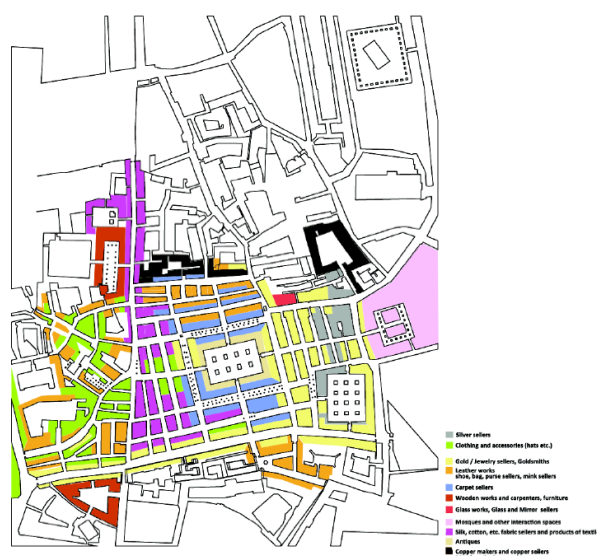 Silver sellers
Clothing and accessories (hats etc.)
Gold / Jewelry sellers, Goldsmiths
Leather works
shoe, bag, purse sellers, mink sellers
Carpet sellers
Wooden works and carpenters, furniture
Glass works, Glass and Mirror sellers
Mosques and other interaction spaces
Silk, cotton, etc. fabric sellers and products of textil
Antiques
Copper makers and copper sellers